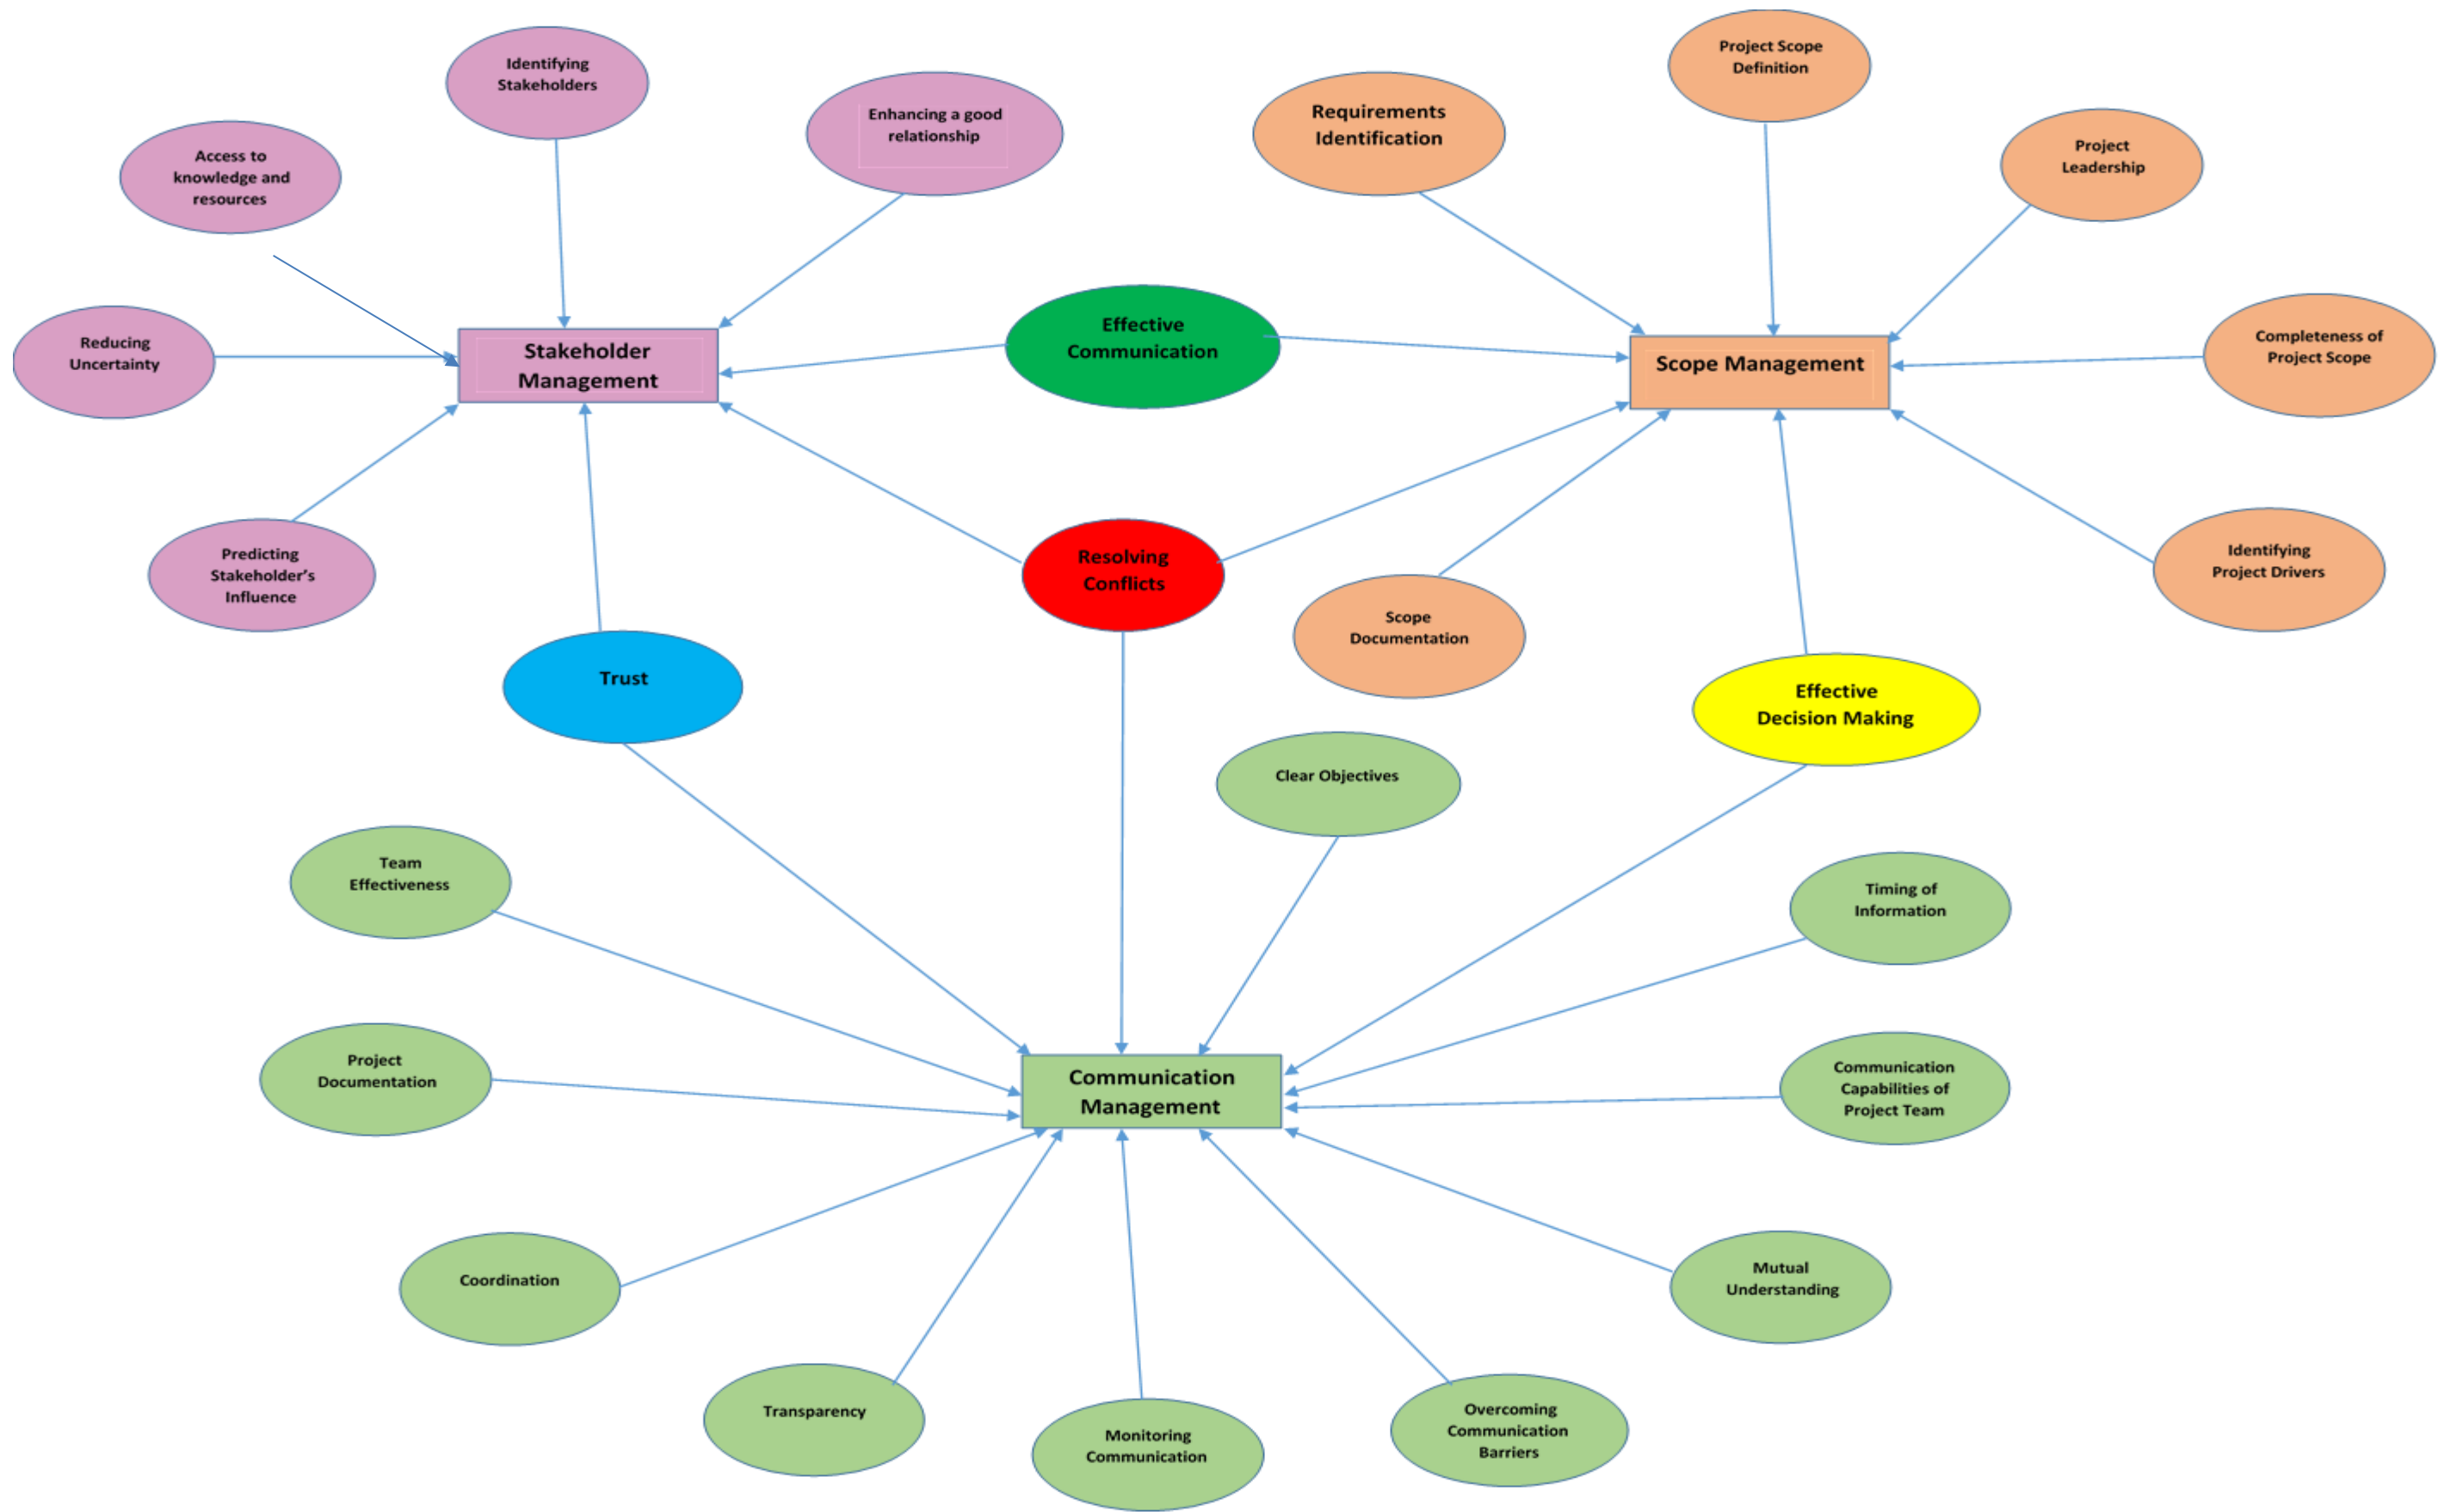 Identifying
Stakeholders
Enhancing a good
relationship
Access to
knowledge and
resources
Reducing
Uncertainty
Stakeholder
Management
Predicting
Stakeholder’s
Influence
Trust
Effective
Communication
Resolving
Conflicts
Requirements
Identification
Project Scope
Definition
Project
Leadership
Scope Management
Completeness of
Project Scope
Identifying
Project Drivers
Scope
Documentation
Effective
Decision Making
Clear Objectives
Team
Effectiveness
Timing of
Information
Project
Documentation
Communication
Management
Communication
Capabilities of
Project Team
Coordination
Mutual
Understanding
Transparency
Monitoring
Communication
Overcoming
Communication
Barriers